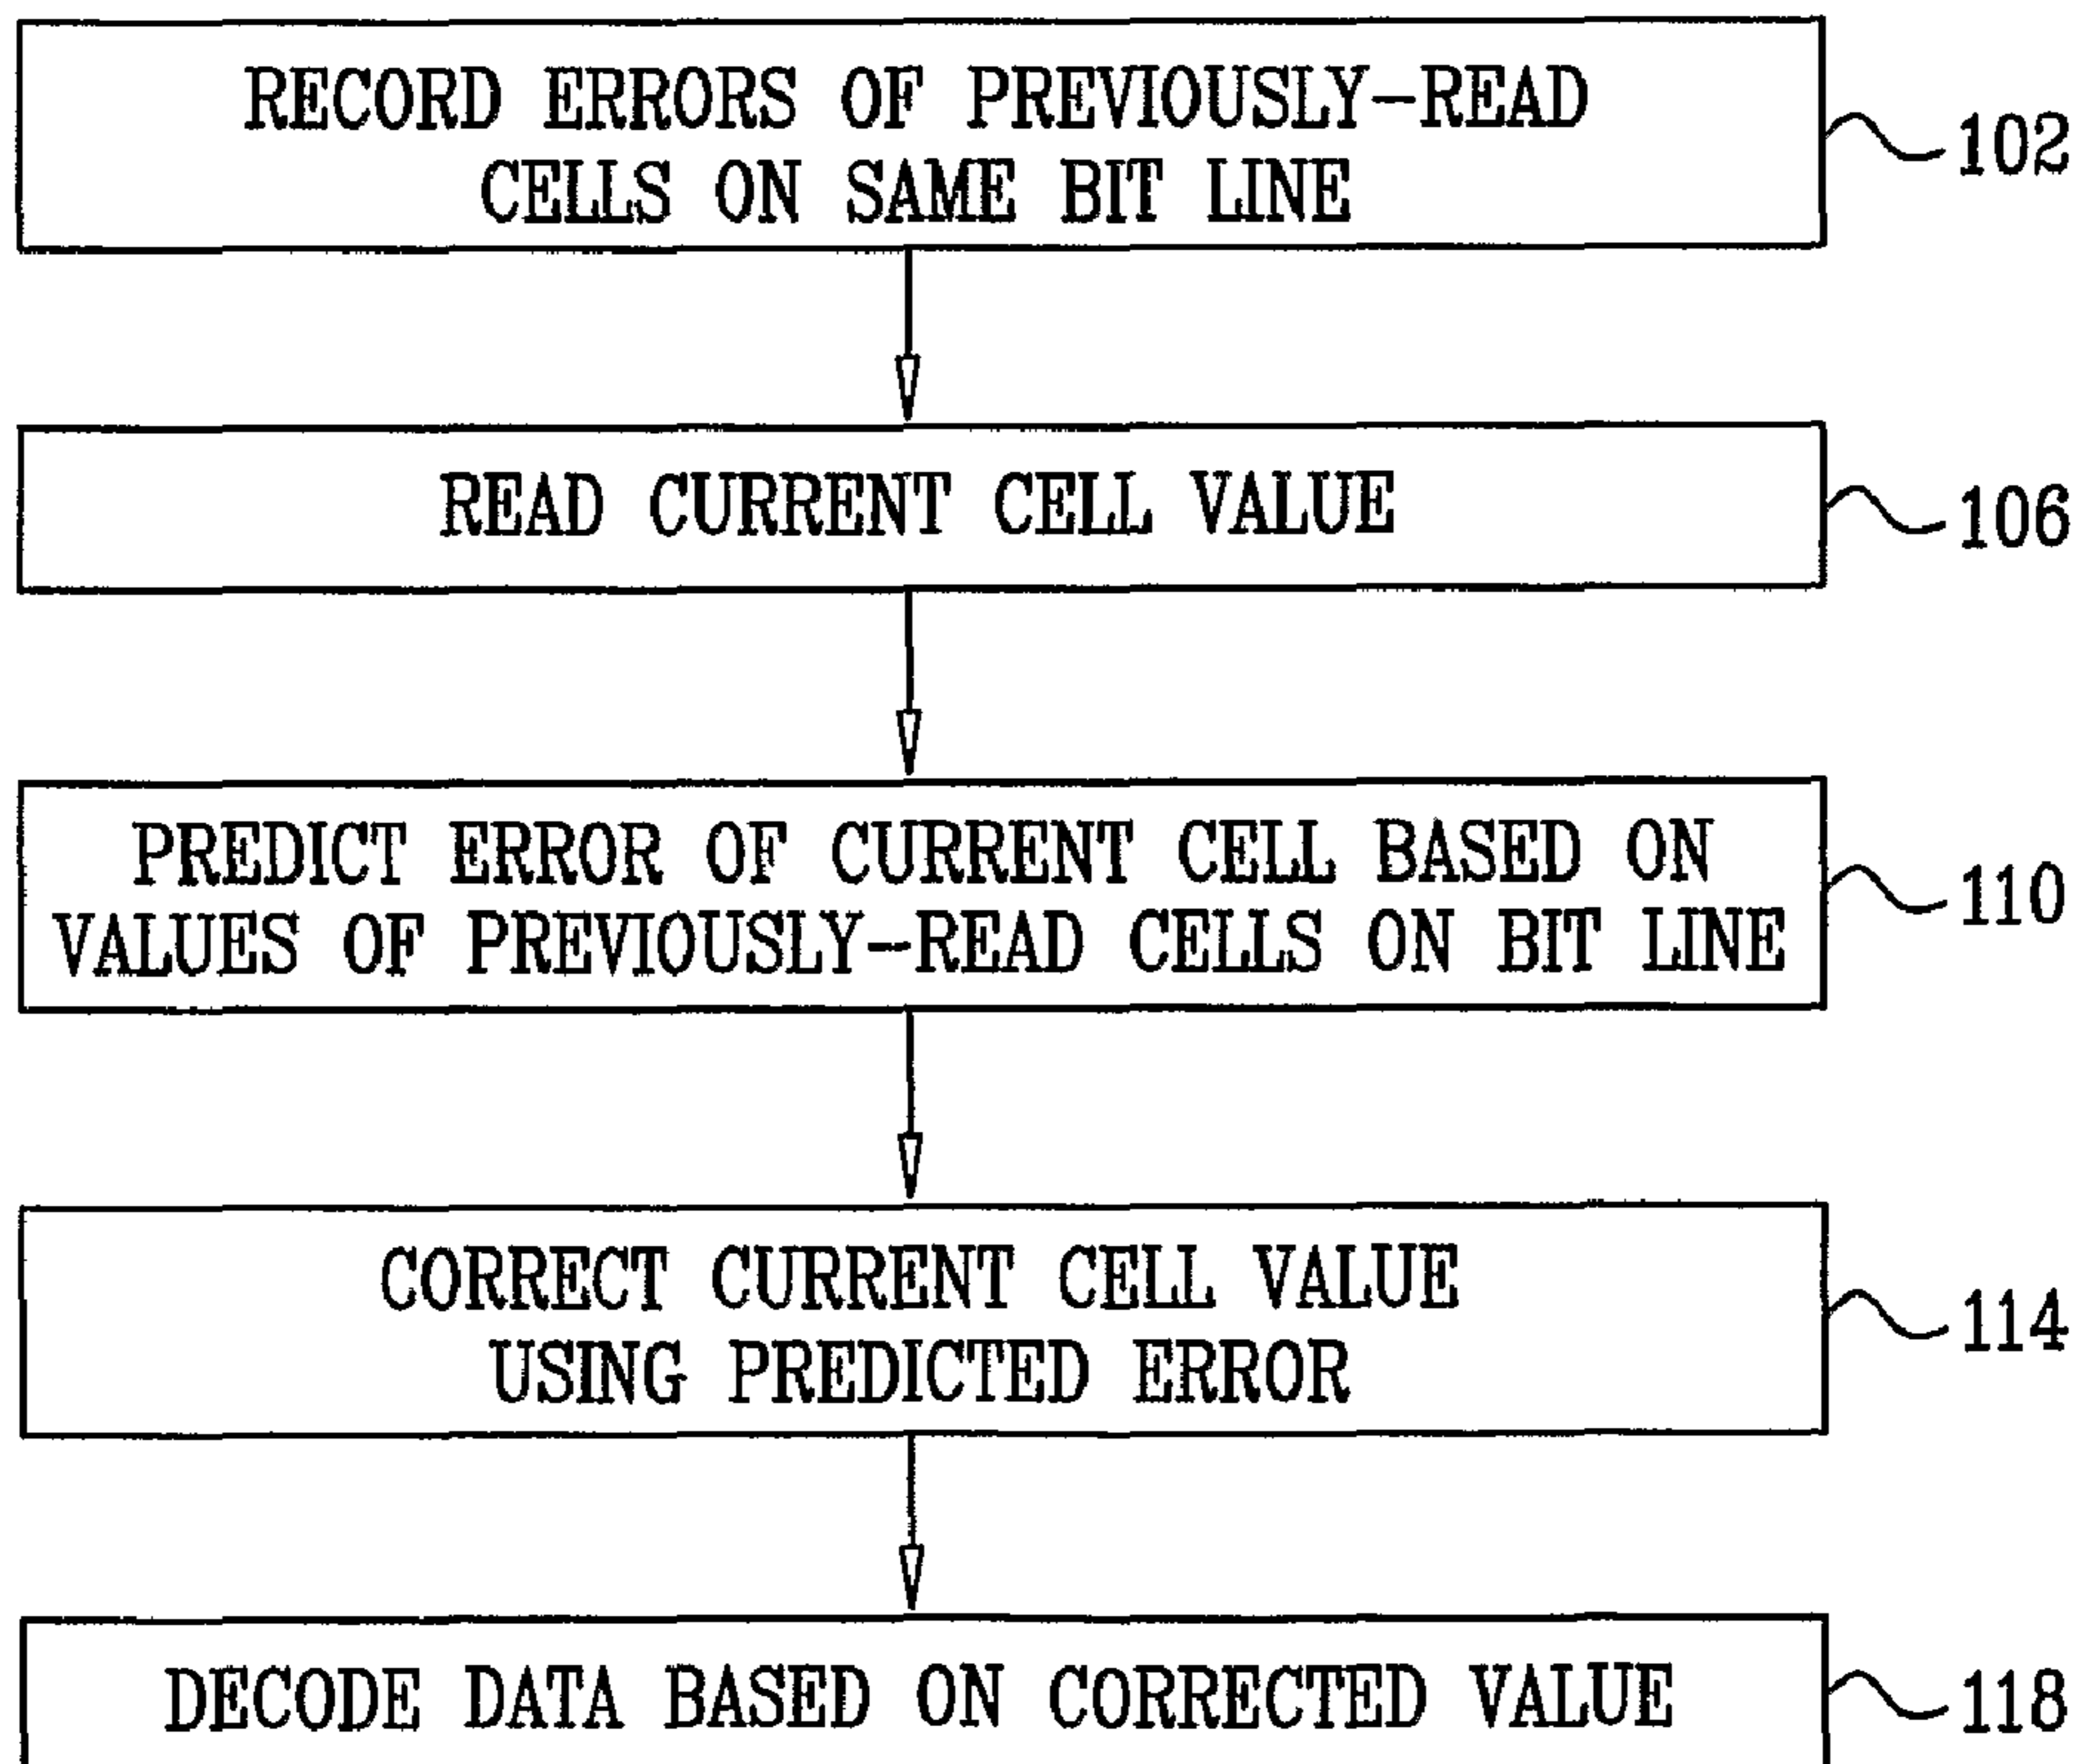 RECORD ERRORS OF PREVIOUSLY-READ
CELLS ON SAME BIT LINE
102
READ CURRENT CELL VALUE
106
PREDICT ERROR OF CURRENT CELL BASED ON
VALUES OF PREVIOUSLY-READ CELLS ON BIT LINE
110
CORRECT CURRENT CELL VALUE
USING PREDICTED ERROR
114
DECODE DATA BASED ON CORRECTED VALUE
118